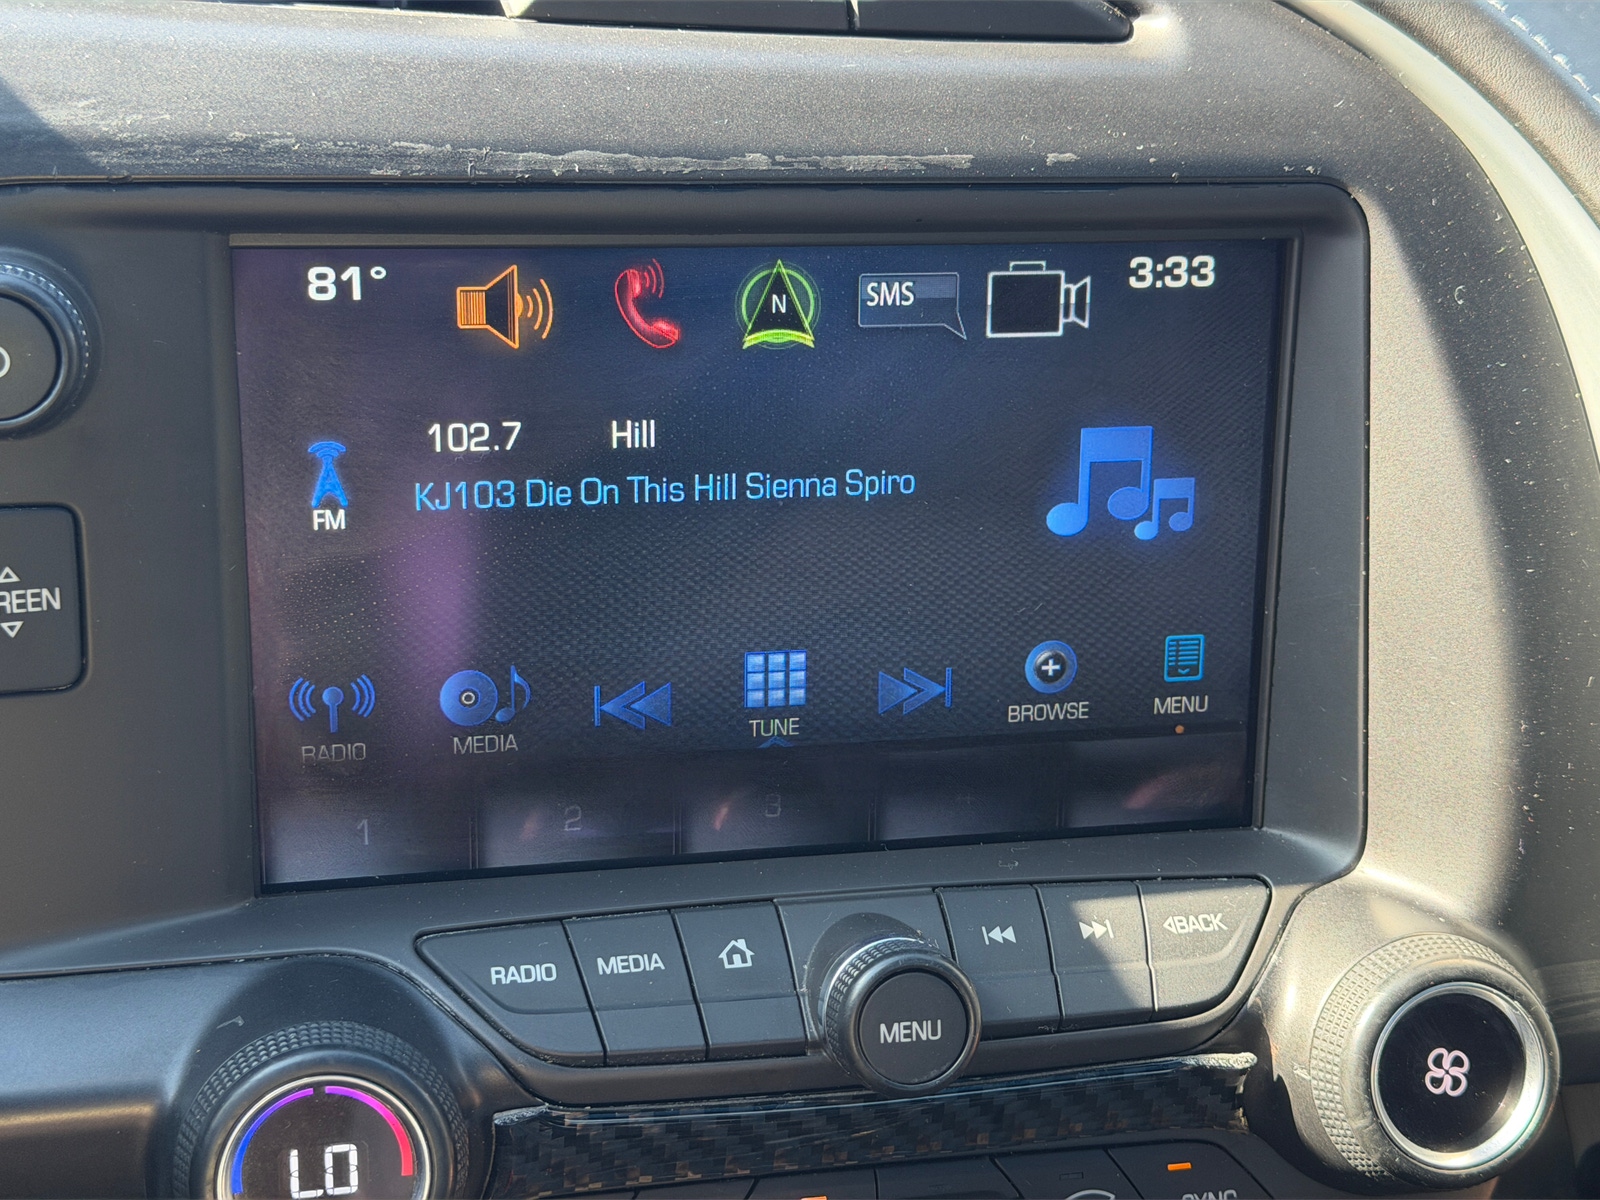 81° SMS 3:33
N
102.7 Hill
KJ103 Die On This Hill Sienna Spiro
FM
RADIO MEDIA TUNE BROWSE MENU
1 2 3
REEN
RADIO MEDIA MENU BACK
LO
SYNC